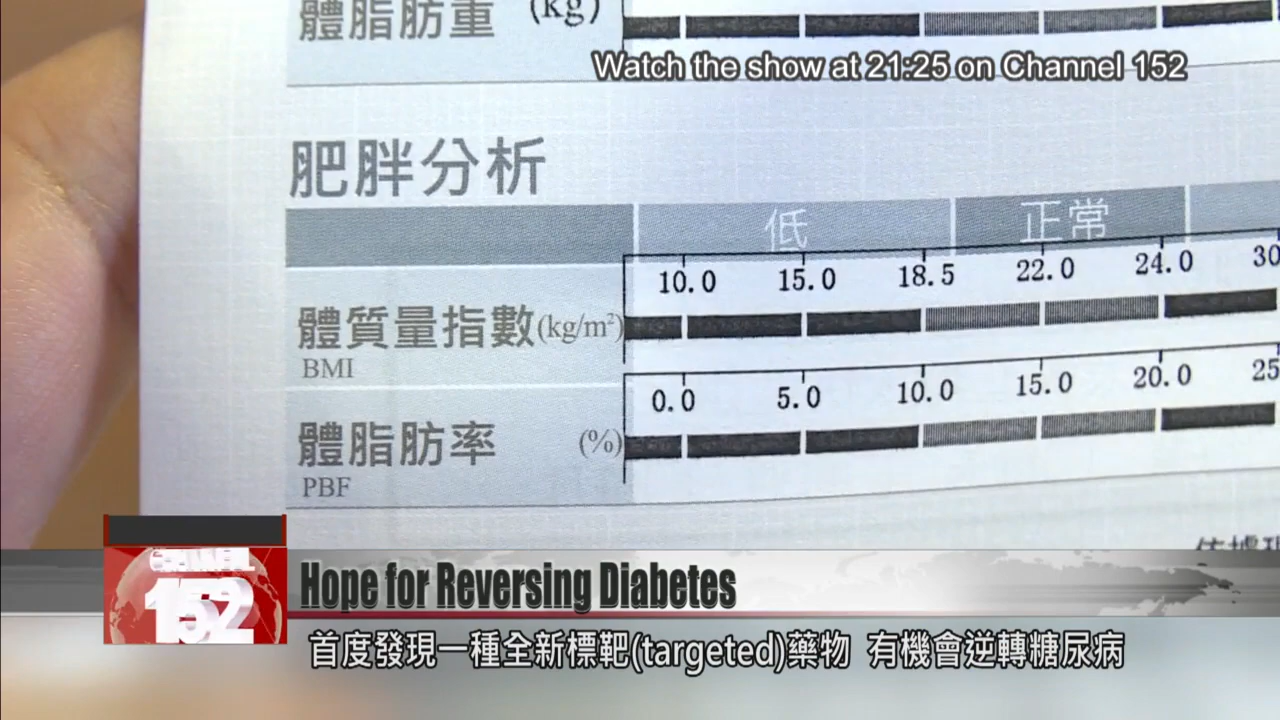 體脂肪重 (kg)
Watch the show at 21:25 on Channel 152
肥胖分析
低 正常
10.0 15.0 18.5 22.0 24.0 30
體質量指數(kg/m²)
BMI
0.0 5.0 10.0 15.0 20.0 25
體脂肪率 (%)
PBF
CHANNEL
152
Hope for Reversing Diabetes
首度發現一種全新標靶(targeted)藥物 有機會逆轉糖尿病